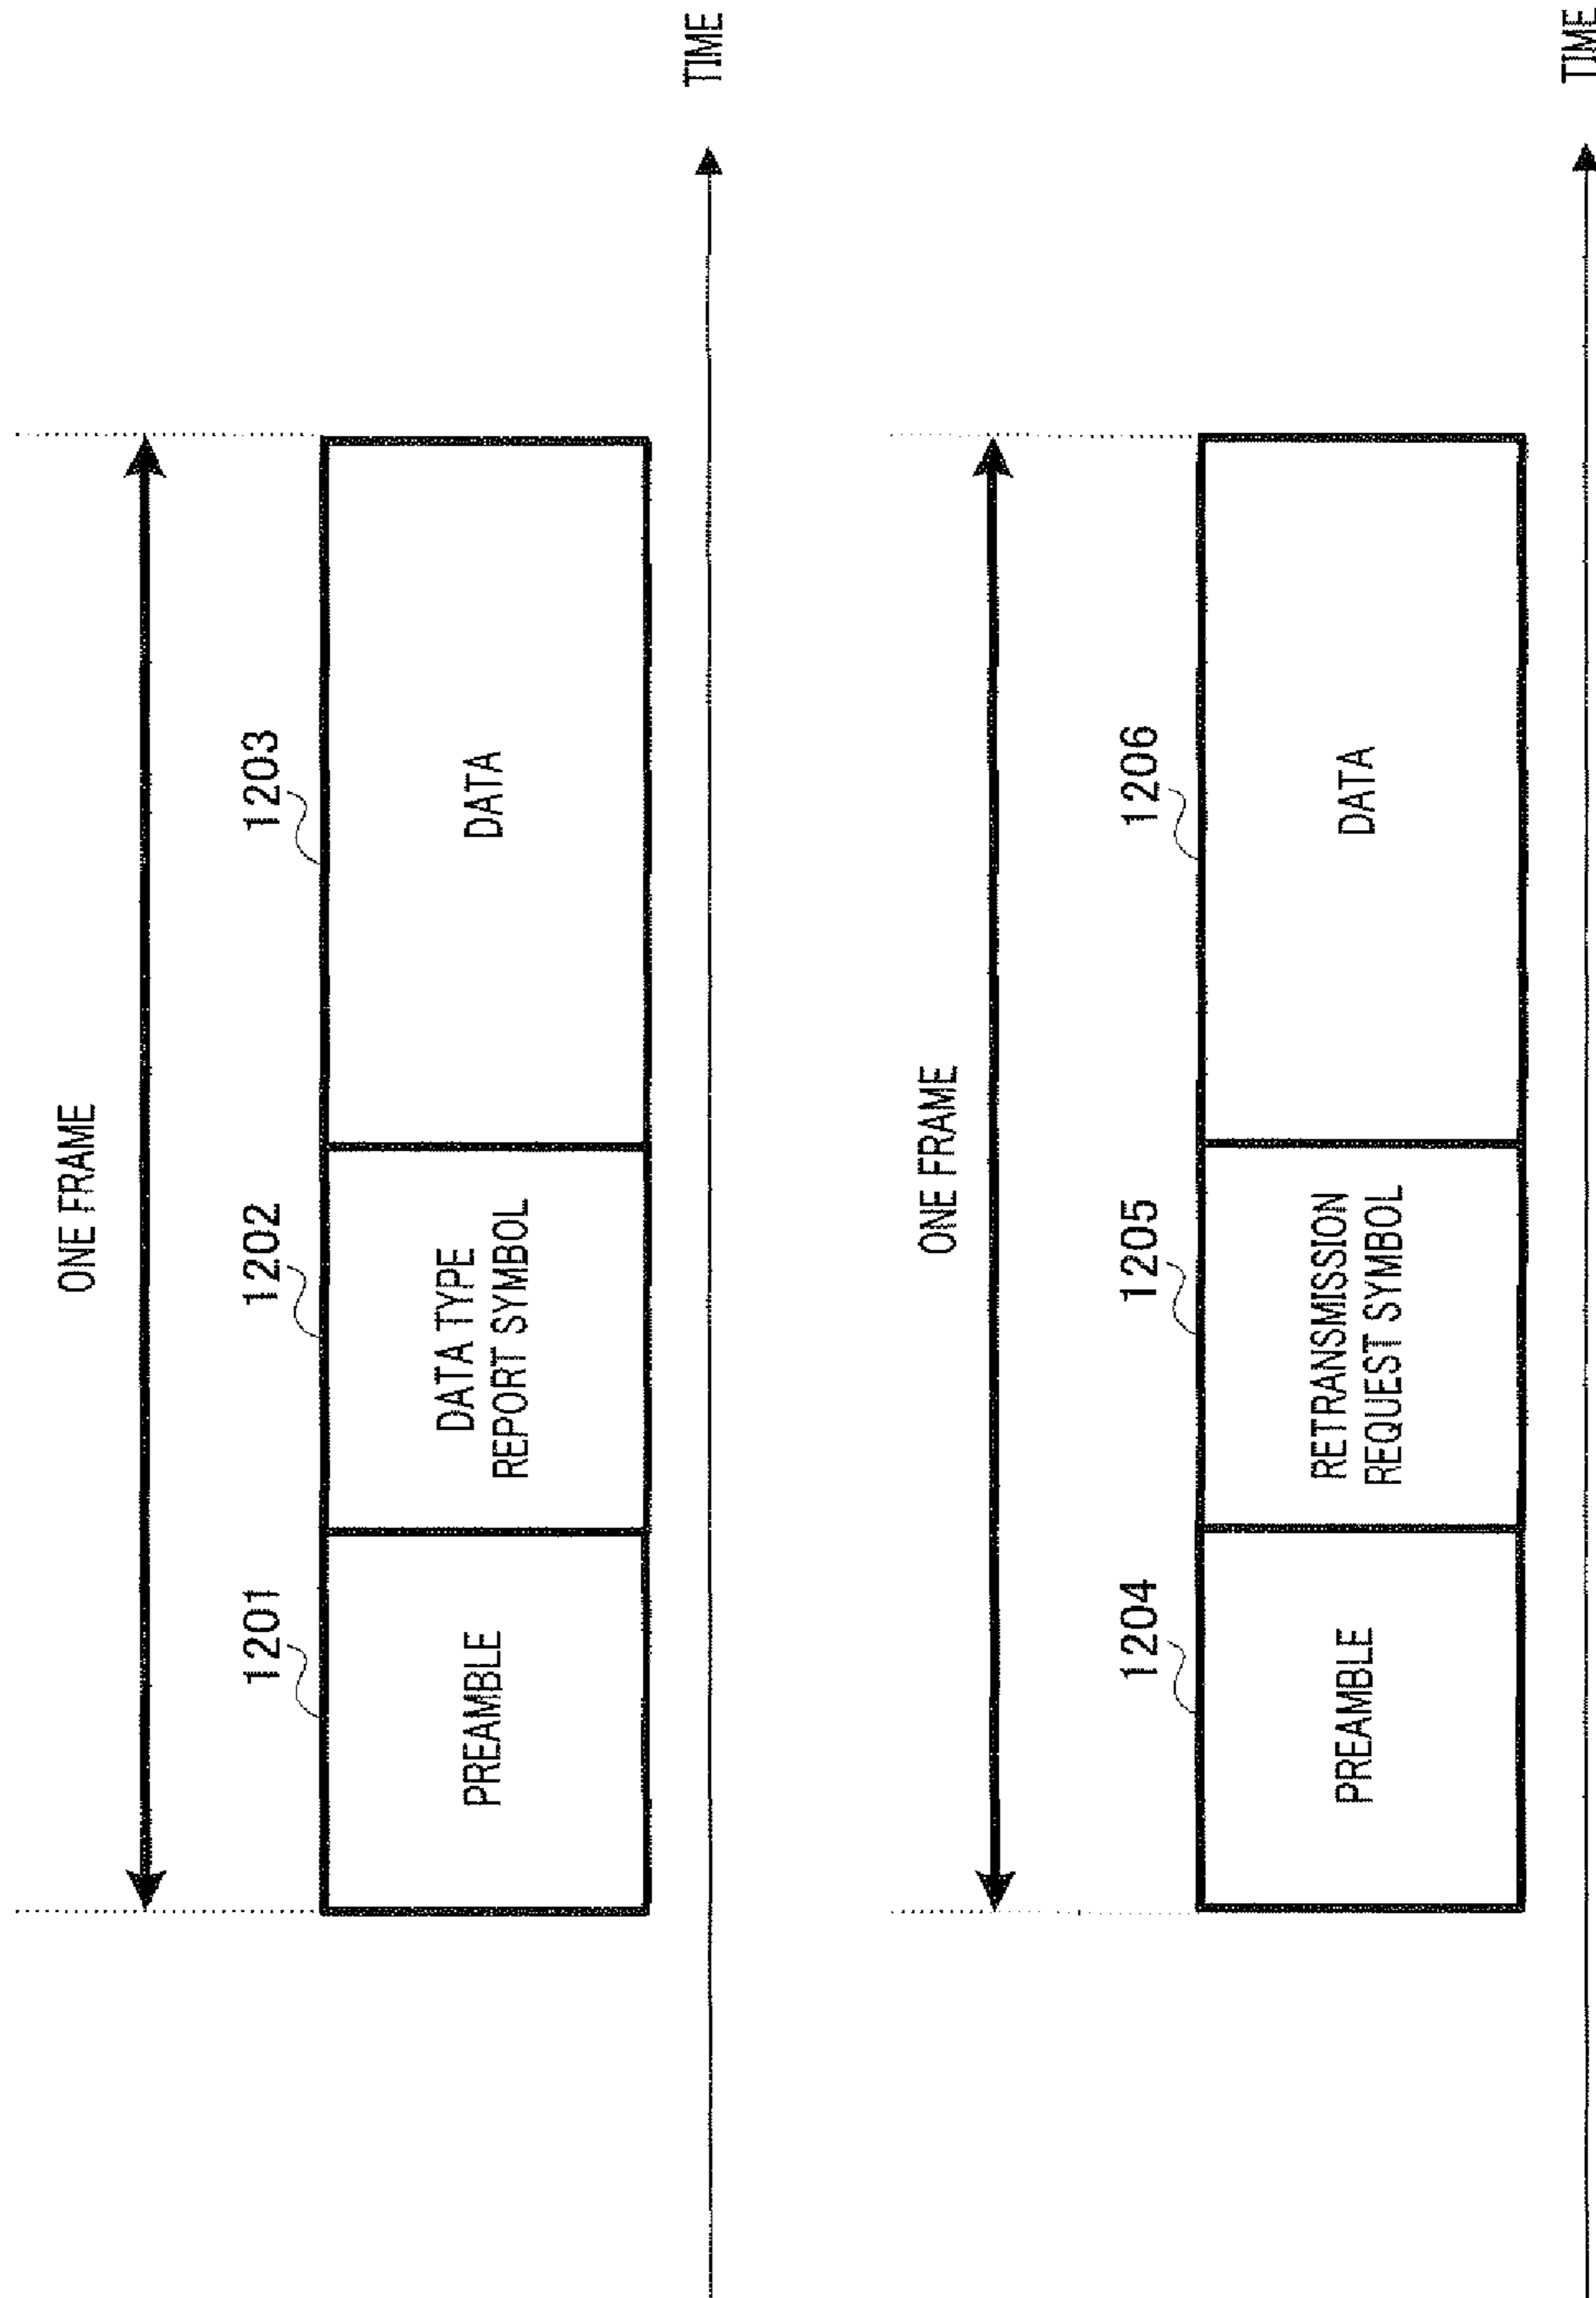 ONE FRAME
1201
1202
1203
PREAMBLE
DATA TYPE
REPORT SYMBOL
DATA
TIME
ONE FRAME
1204
1205
1206
PREAMBLE
RETRANSMISSION
REQUEST SYMBOL
DATA
TIME